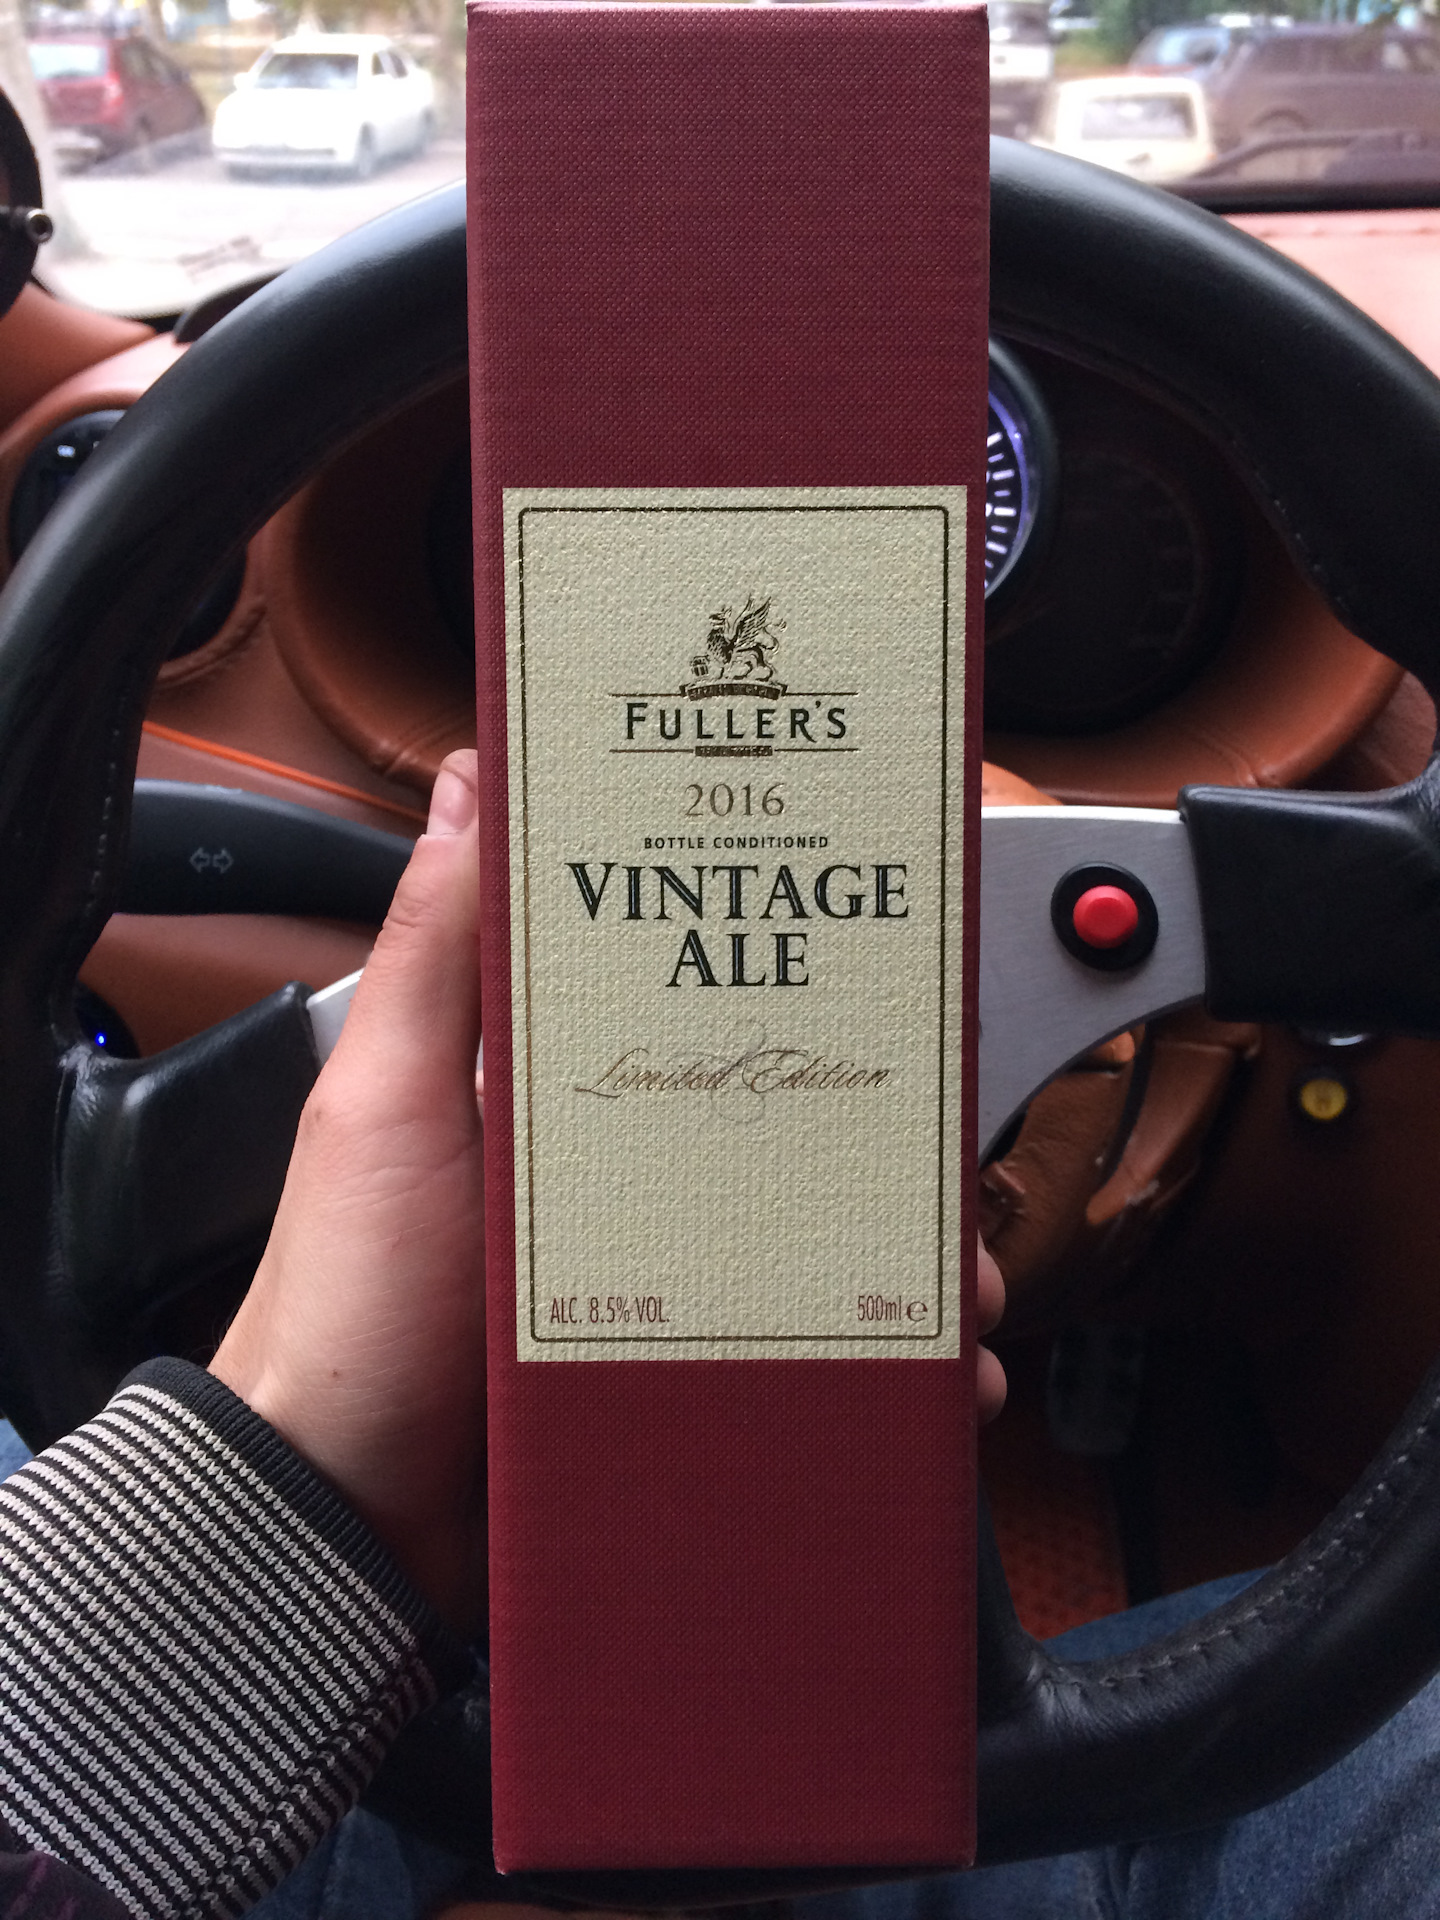 FULLER'S
2016
BOTTLE CONDITIONED
VINTAGE
ALE
Limited Edition
ALC. 8.5% VOL.
500ml e